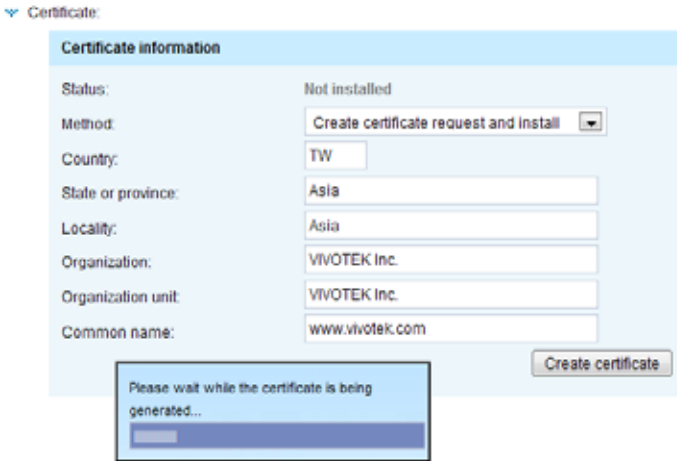 Certificate:
Certificate information
Status: Not installed
Method: Create certificate request and install
Country: TW
State or province: Asia
Locality: Asia
Organization: VIVOTEK Inc.
Organization unit: VIVOTEK Inc.
Common name: www.vivotek.com
Create certificate
Please wait while the certificate is being
generated...